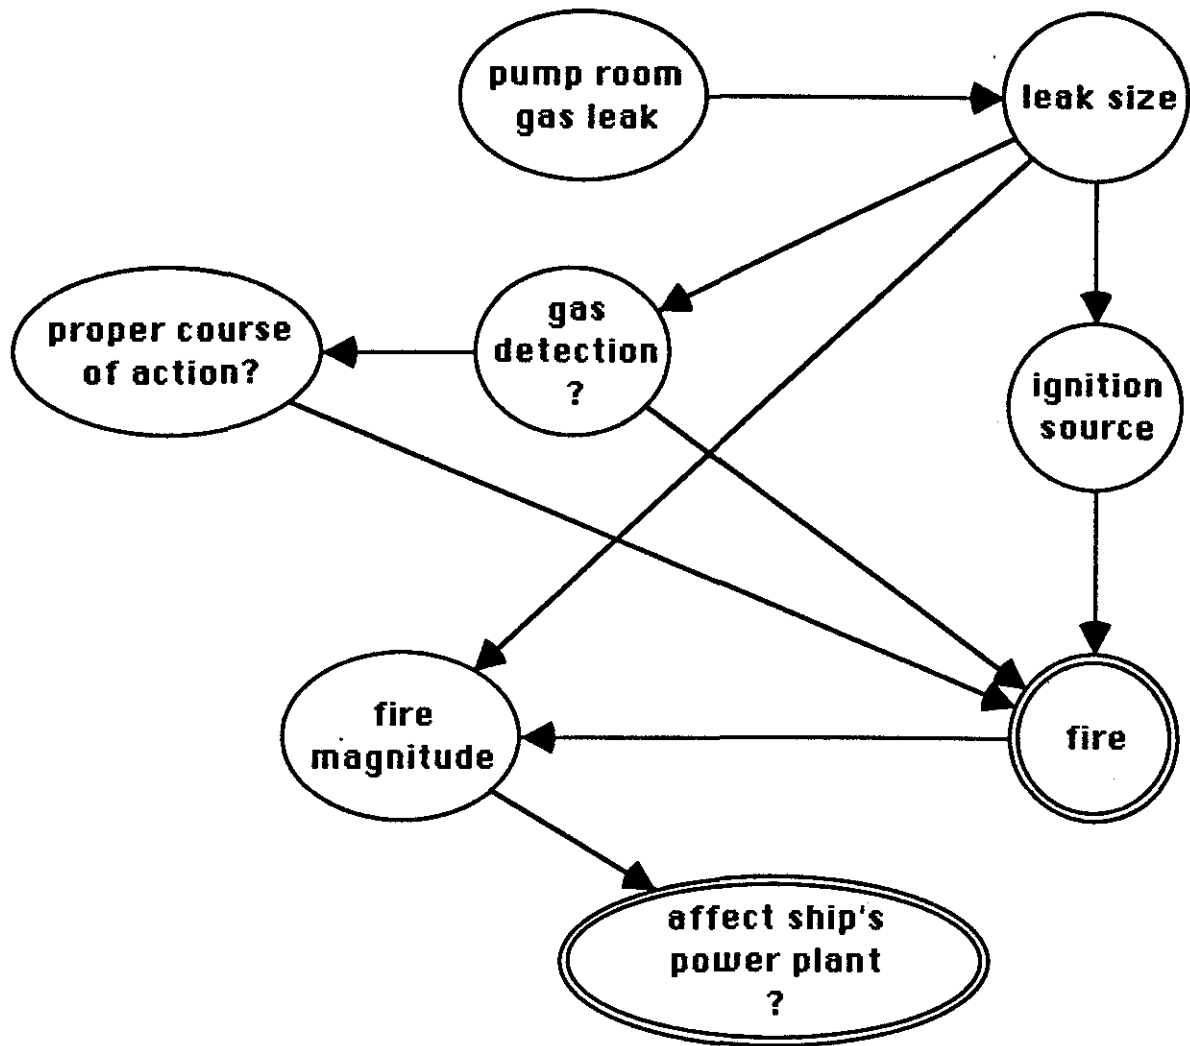 pump room
gas leak
leak size
proper course
of action?
gas
detection
?
ignition
source
fire
magnitude
fire
affect ship's
power plant
?